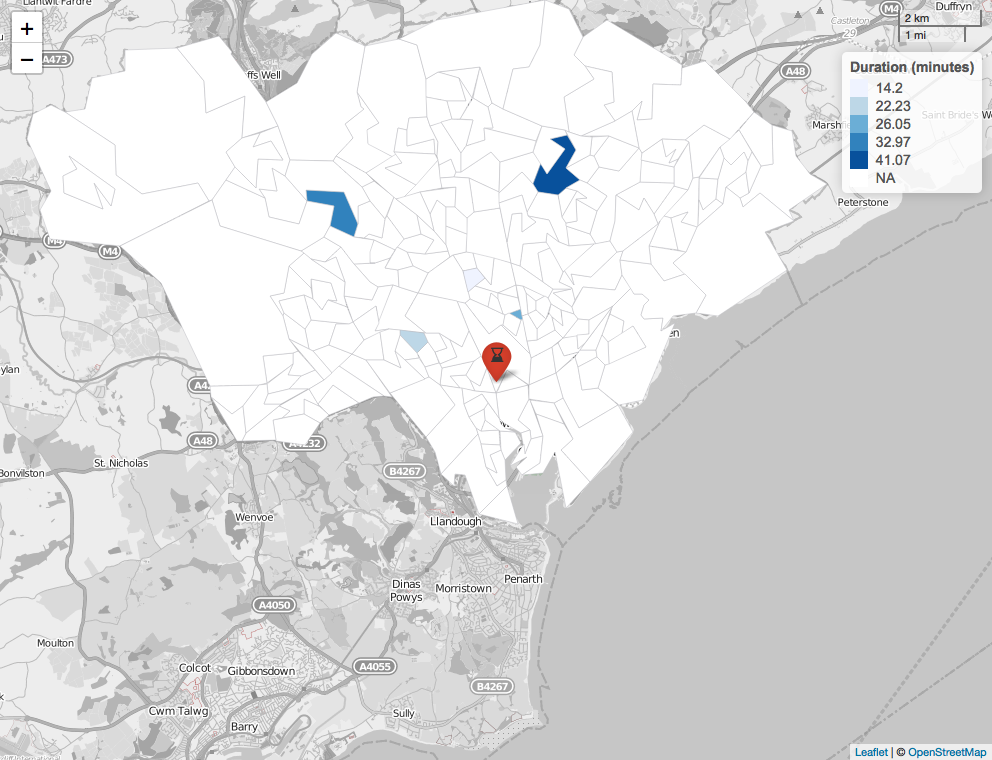 Llantwit Fardre
Duffryn
+
−
A473
ffs Well
M4
Castleton
29
2 km
1 mi
A48
Duration (minutes)
14.2
22.23
26.05
32.97
41.07
NA
Marshfi
Saint Bride's We
Peterstone
M4
M4
en
ylan
A4
A48
A4232
St. Nicholas
Bonvilston
B4267
Wenvoe
Llandough
Dinas
Powys
Morristown
Penarth
A4050
Moulton
Colcot
Gibbonsdown
A4055
B4267
Cwm Talwg
Sully
Barry
Leaflet | © OpenStreetMap